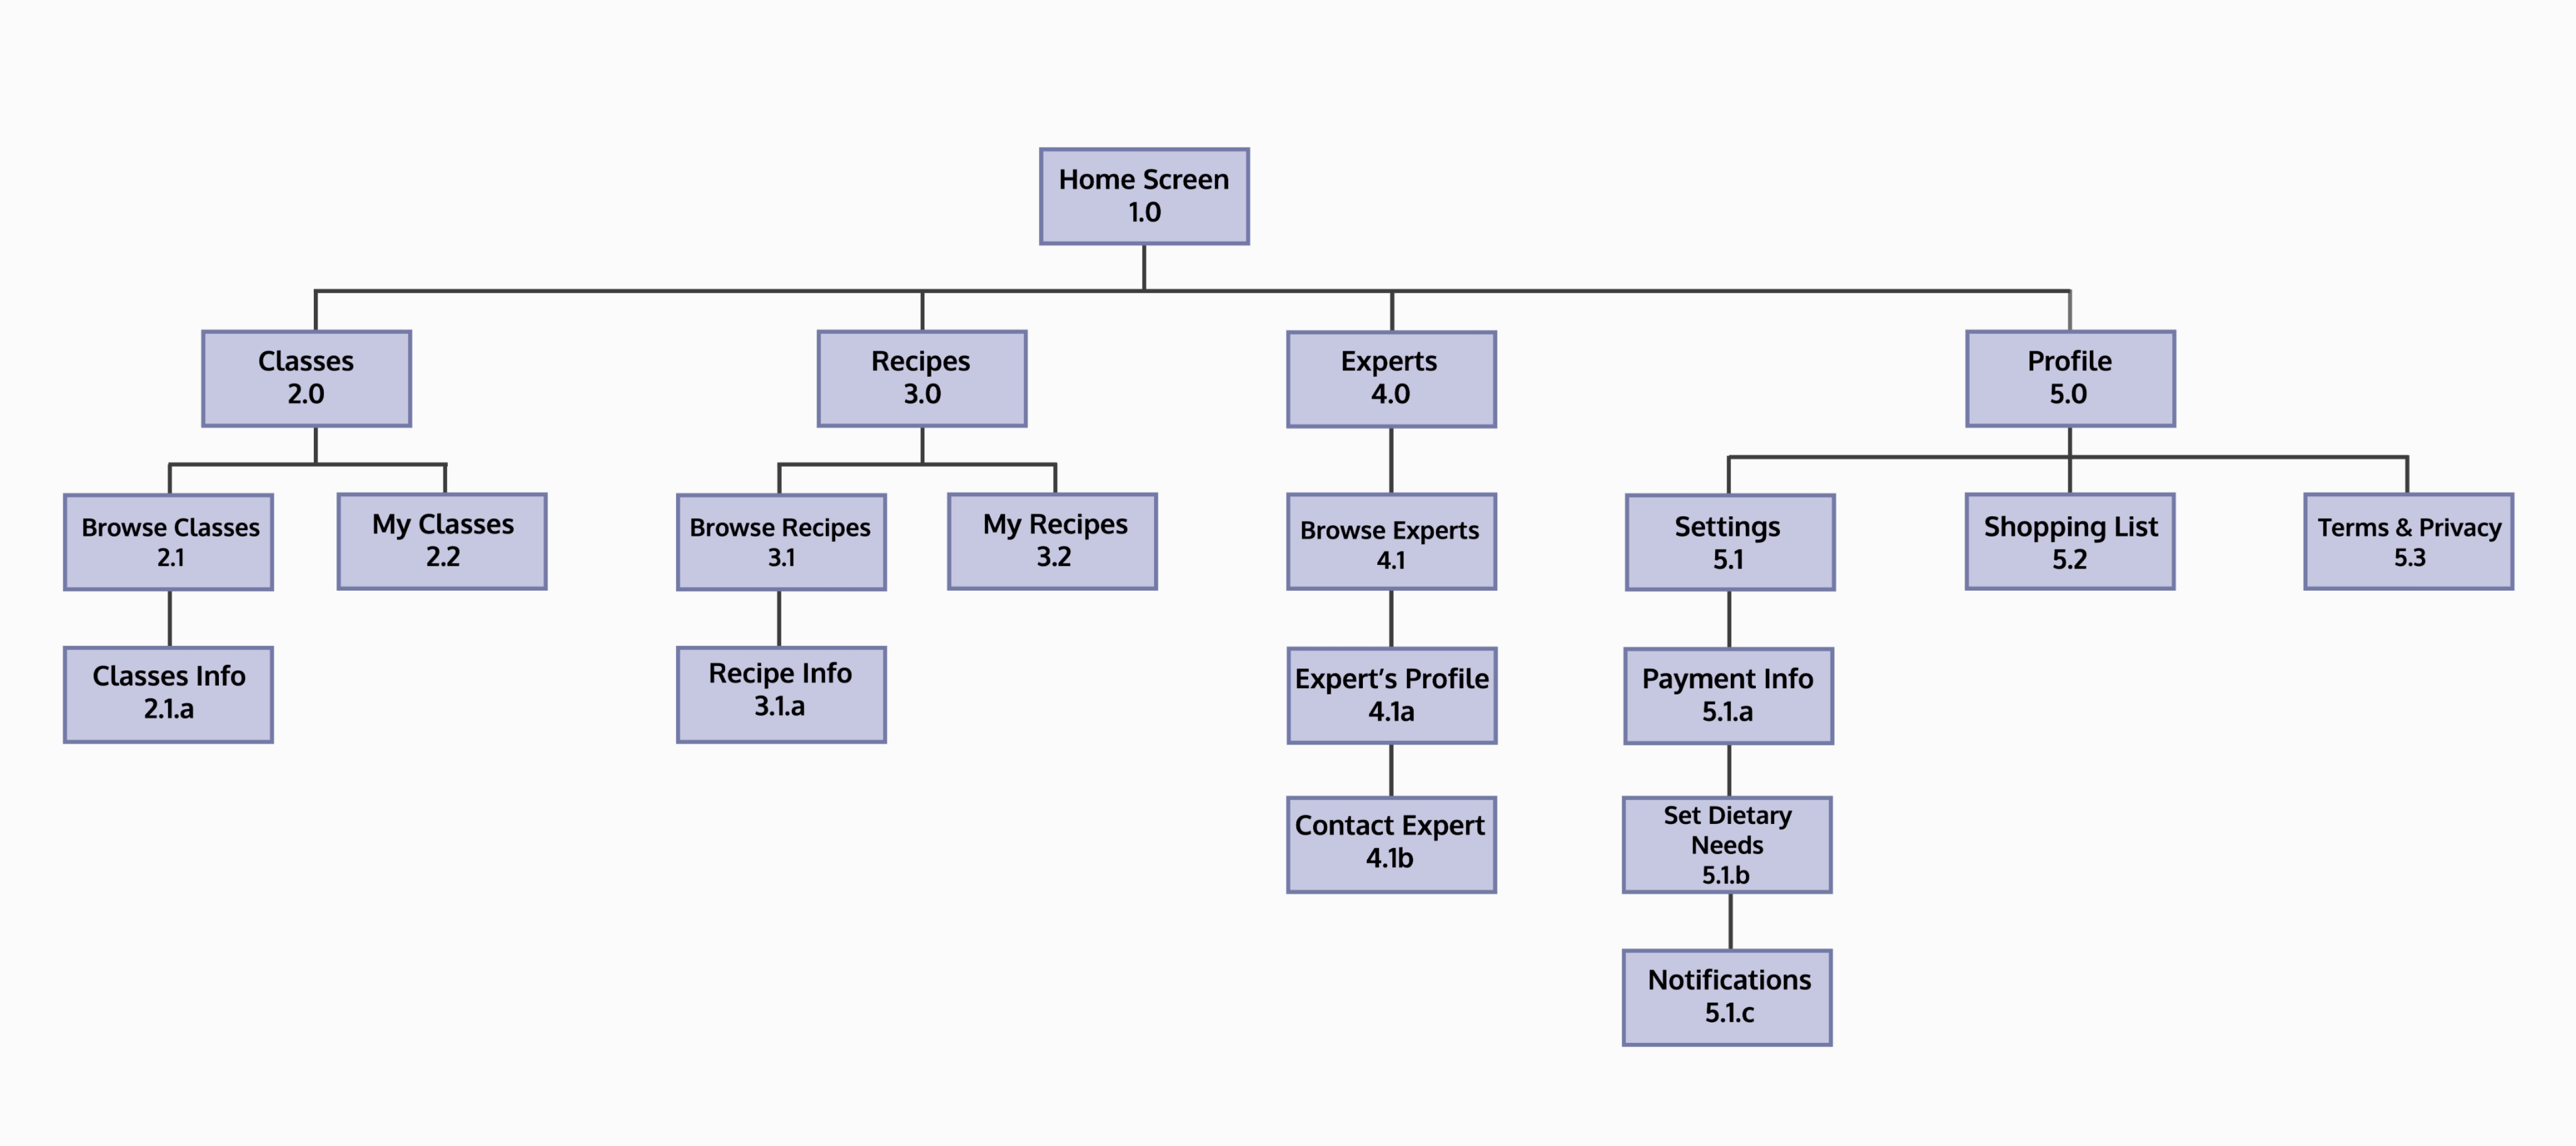 Home Screen
1.0
Classes
2.0
Recipes
3.0
Experts
4.0
Profile
5.0
Browse Classes
2.1
My Classes
2.2
Browse Recipes
3.1
My Recipes
3.2
Browse Experts
4.1
Settings
5.1
Shopping List
5.2
Terms & Privacy
5.3
Classes Info
2.1.a
Recipe Info
3.1.a
Expert’s Profile
4.1a
Payment Info
5.1.a
Contact Expert
4.1b
Set Dietary
Needs
5.1.b
Notifications
5.1.c